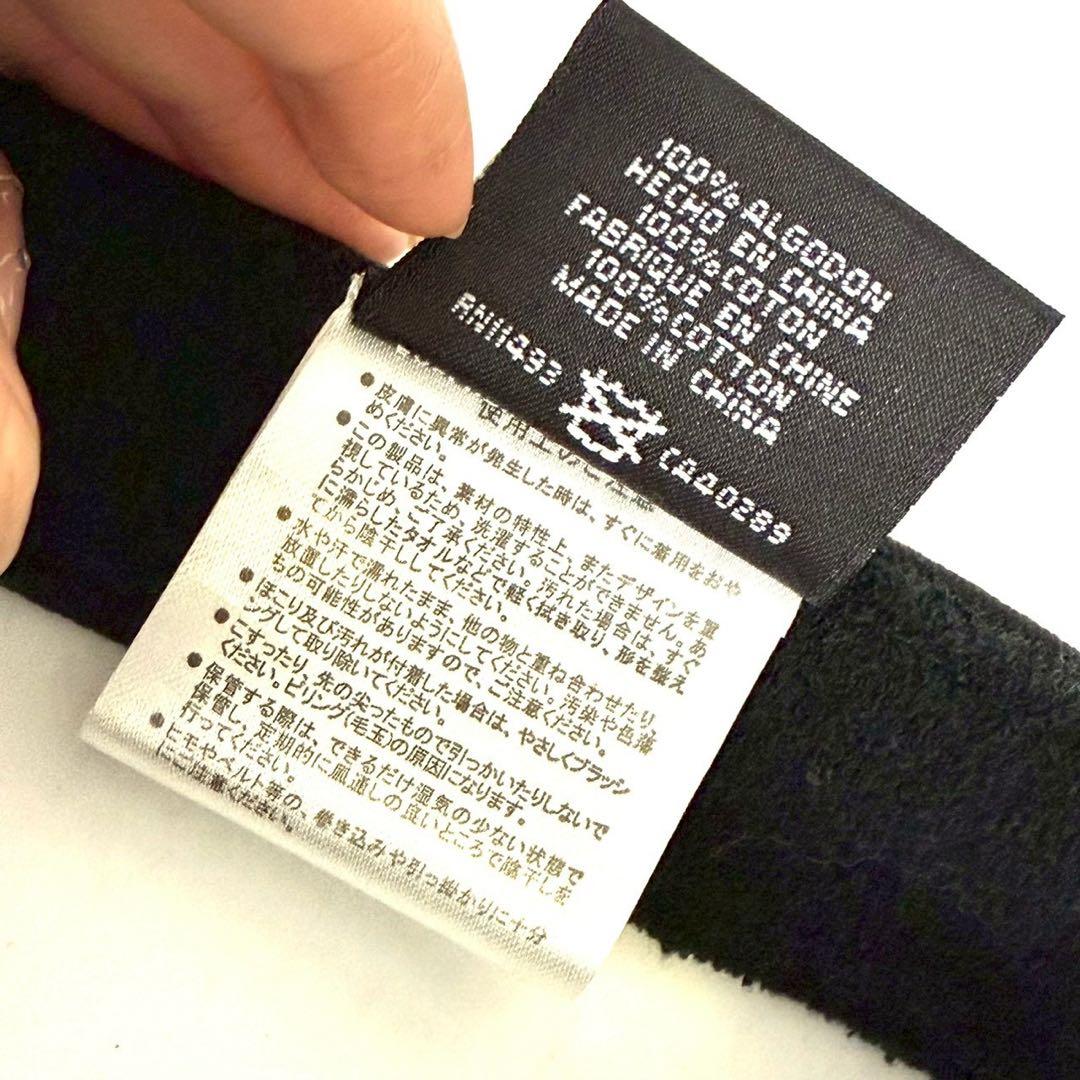 100% ALGODON
HECHO EN CHINA
100% COTON
FABRIQUE EN CHINE
100% COTTON
MADE IN CHINA
RN11493
CAA0289
使用上のご注意
●皮膚に異常が発生した時は、すぐに着用をおや
めください。
●この製品は、素材の特性上、またデザインを重
視しているため、洗濯することができません。あ
らかじめ、ご了承ください。汚れた場合は、すぐ
に濡らしたタオルなどで軽く拭き取り、形を整え
てから陰干ししてください。
●水や汗で濡れたまま、他の物と重ね合わせたり
放置したりしないようにしてください。汚染や色落
ちの可能性がありますので、ご注意ください。
●ほこり及び汚れが付着した場合は、やさしくブラッシ
ングして取り除いてください。
●こすったり、先の尖ったもので引っかいたりしないで
ください。ピリング(毛玉)の原因になります。
●保管する際は、できるだけ湿気の少ない状態で
保管し、定期的に風通しの良いところで陰干しを
行ってください。
●ヒモやベルト等の、巻き込みや引っ掛かりに十分
にご注意ください。